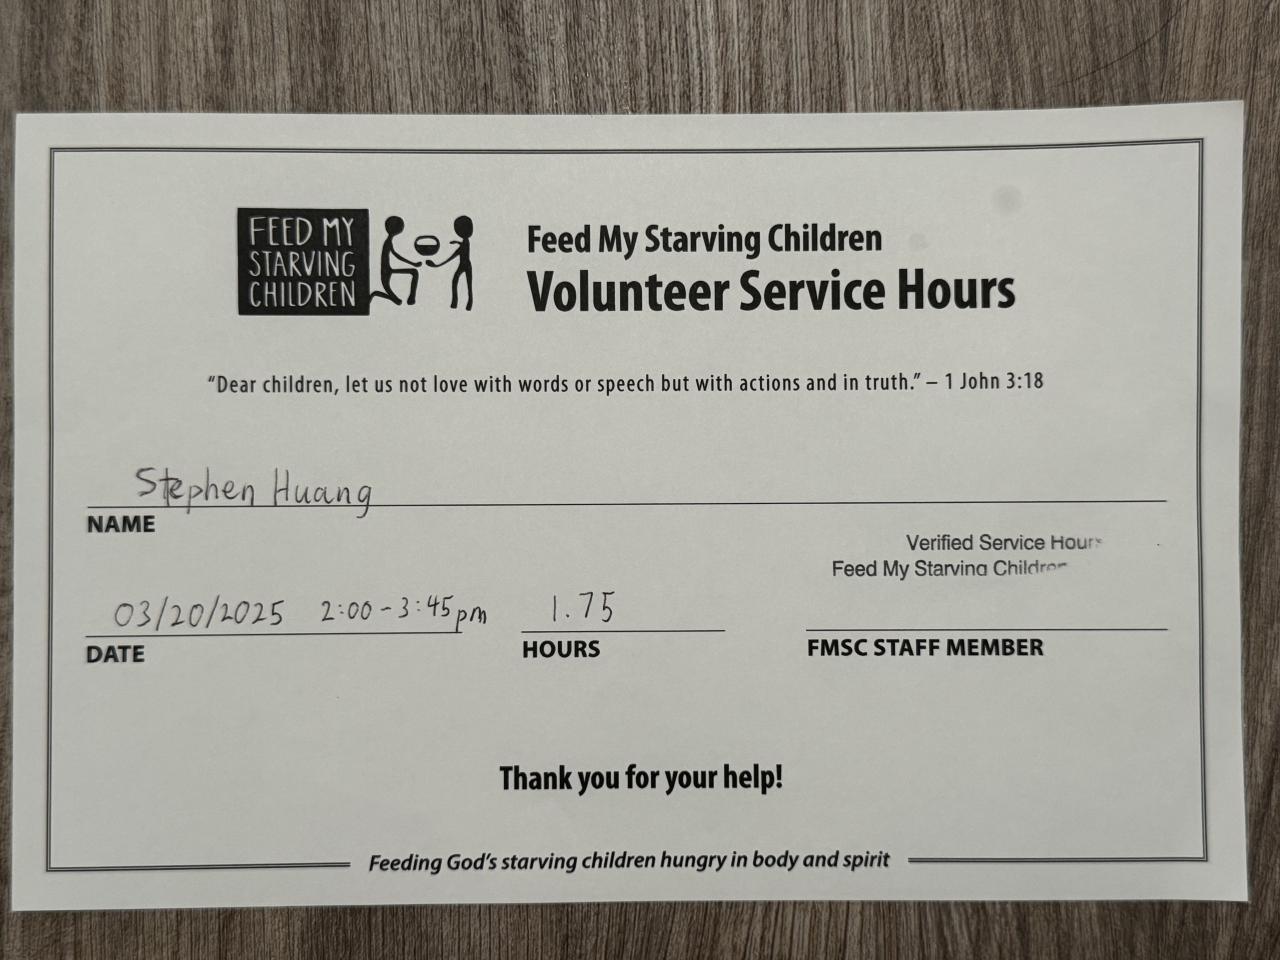 FEED MY
STARVING
CHILDREN
Feed My Starving Children
Volunteer Service Hours
“Dear children, let us not love with words or speech but with actions and in truth.” – 1 John 3:18
Stephen Huang
NAME
Verified Service Hours
Feed My Starving Children
03/20/2025 2:00-3:45pm 1.75
DATE HOURS FMSC STAFF MEMBER
Thank you for your help!
Feeding God's starving children hungry in body and spirit